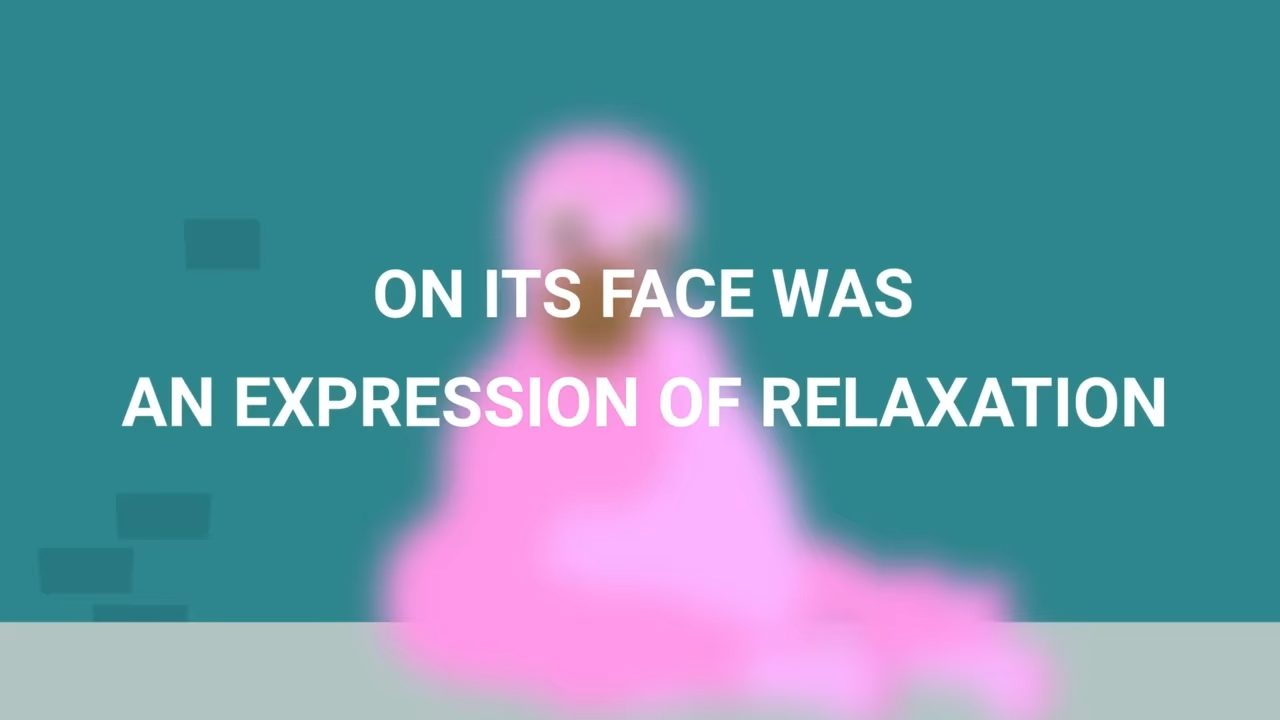 ON ITS FACE WAS
AN EXPRESSION OF RELAXATION